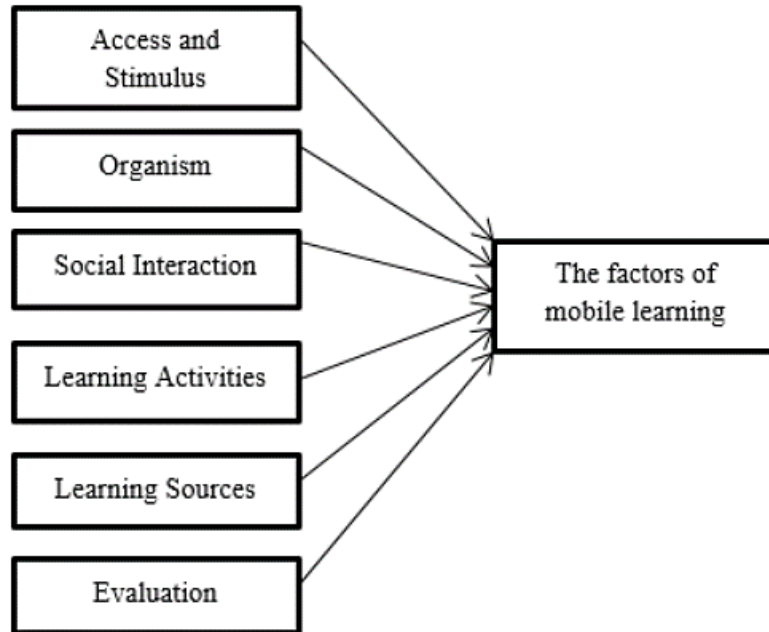 Access and
Stimulus
Organism
Social Interaction
The factors of
mobile learning
Learning Activities
Learning Sources
Evaluation